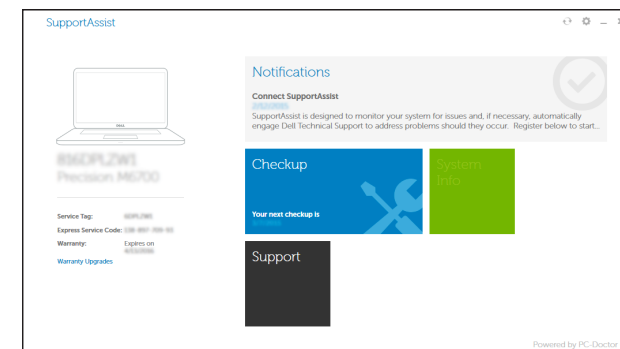 SupportAssist
DELL
Precision M6700
Service Tag:
Express Service Code:
Warranty: Expires on
Warranty Upgrades
Notifications
Connect SupportAssist
SupportAssist is designed to monitor your system for issues and, if necessary, automatically
engage Dell Technical Support to address problems should they occur. Register below to start...
Checkup
Your next checkup is
System
Info
Support
Powered by PC-Doctor